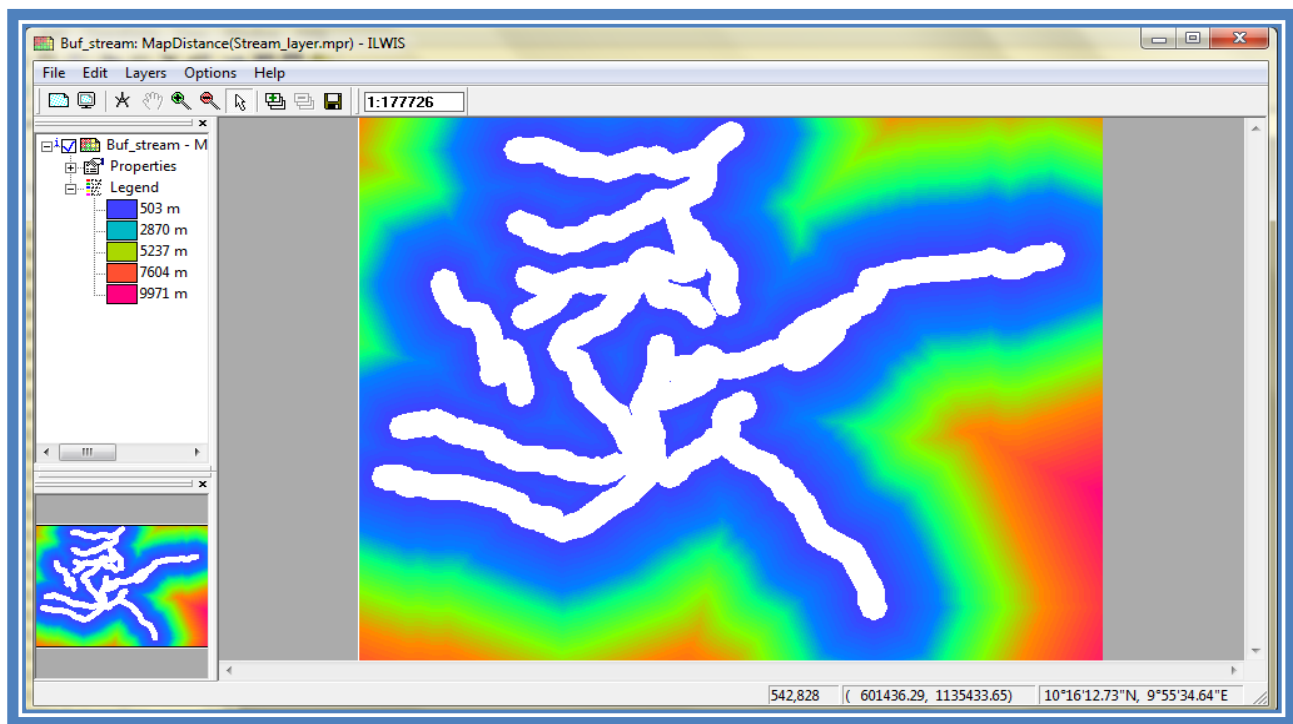 Buf_stream: MapDistance(Stream_layer.mpr) - ILWIS
File Edit Layers Options Help
1:177726
Buf_stream - M
Properties
Legend
503 m
2870 m
5237 m
7604 m
9971 m
542,828 ( 601436.29, 1135433.65) 10°16'12.73"N, 9°55'34.64"E